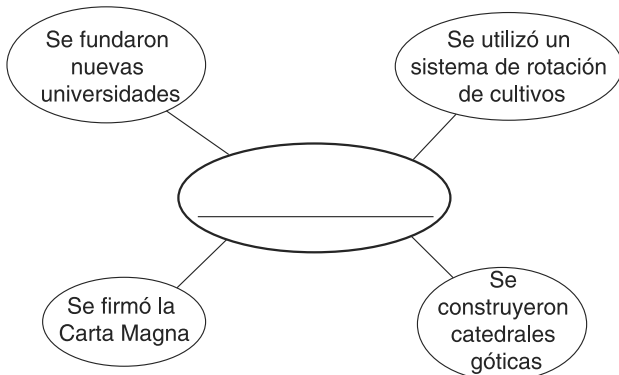 Se fundaron
nuevas
universidades
Se utilizó un
sistema de rotación
de cultivos
Se firmó la
Carta Magna
Se
construyeron
catedrales
góticas